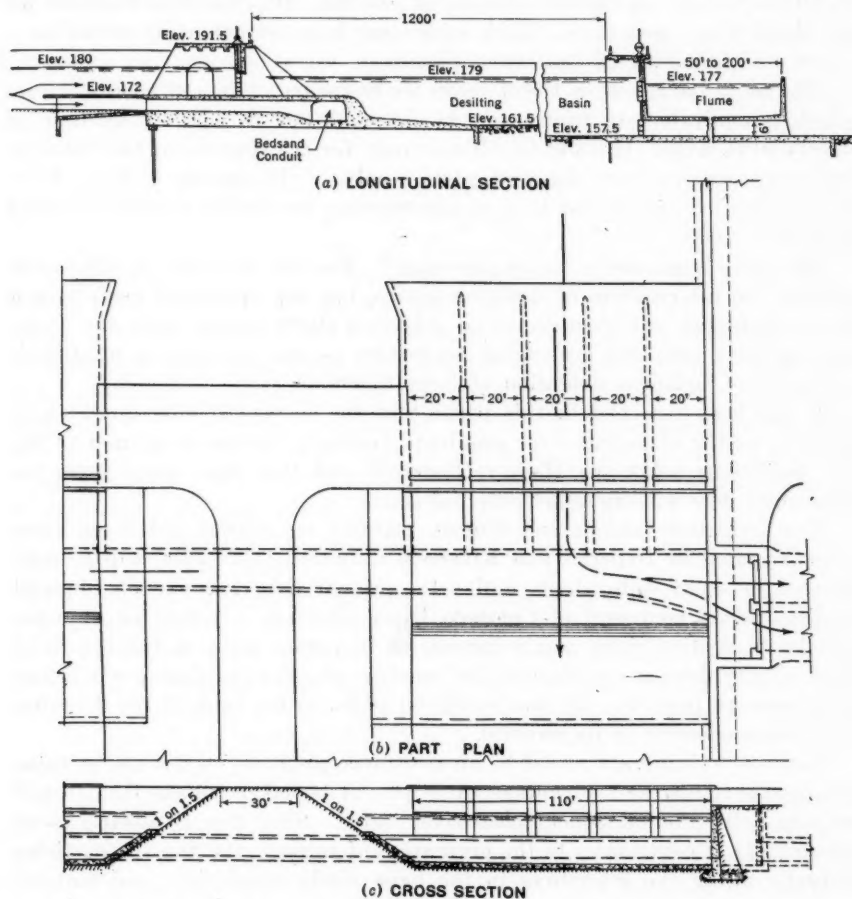 1200'
Elev. 191.5
50' to 200'
Elev. 180
Elev. 179
Elev. 177
Elev. 172
Desilting
Basin
Flume
Elev. 161.5
Elev. 157.5
6'
Bedsand
Conduit
(a) LONGITUDINAL SECTION
20' 20' 20' 20' 20'
(b) PART PLAN
1 on 1.5
30'
1 on 1.5
110'
(c) CROSS SECTION